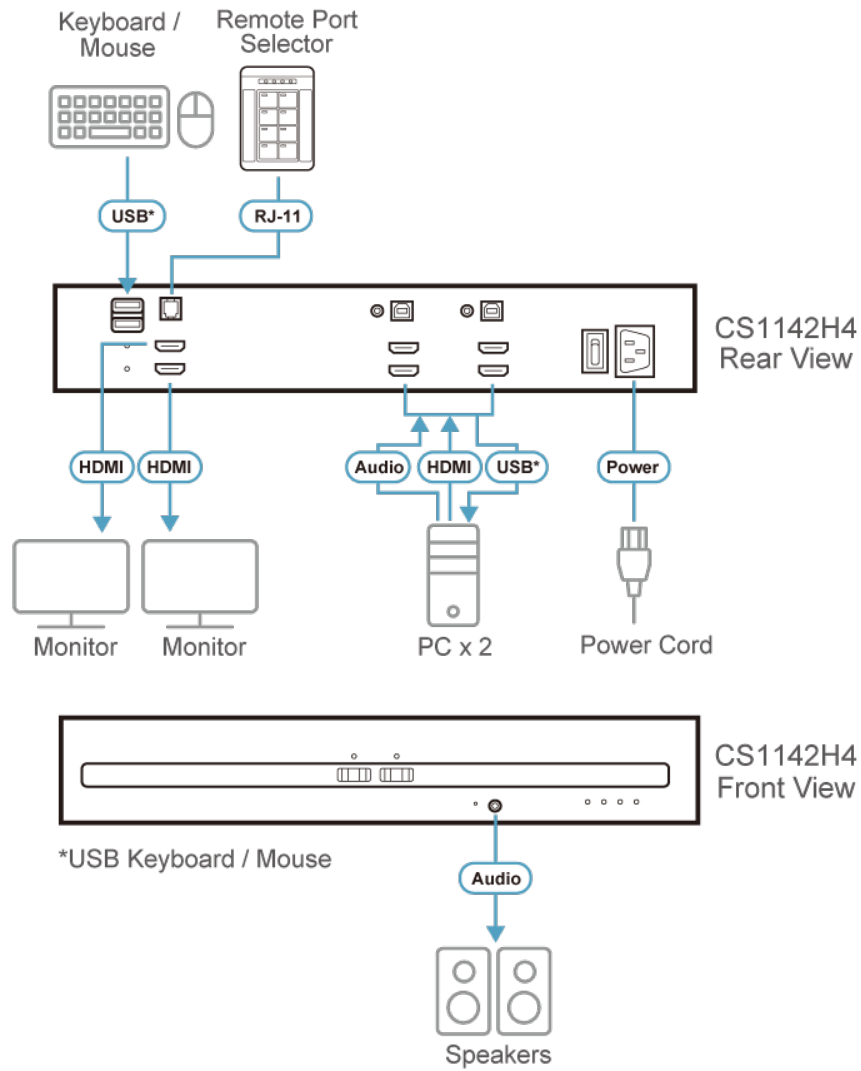 Keyboard /
Mouse
Remote Port
Selector
USB*
RJ-11
CS1142H4
Rear View
HDMI
HDMI
Audio
HDMI
USB*
Power
Monitor
Monitor
PC x 2
Power Cord
CS1142H4
Front View
*USB Keyboard / Mouse
Audio
Speakers